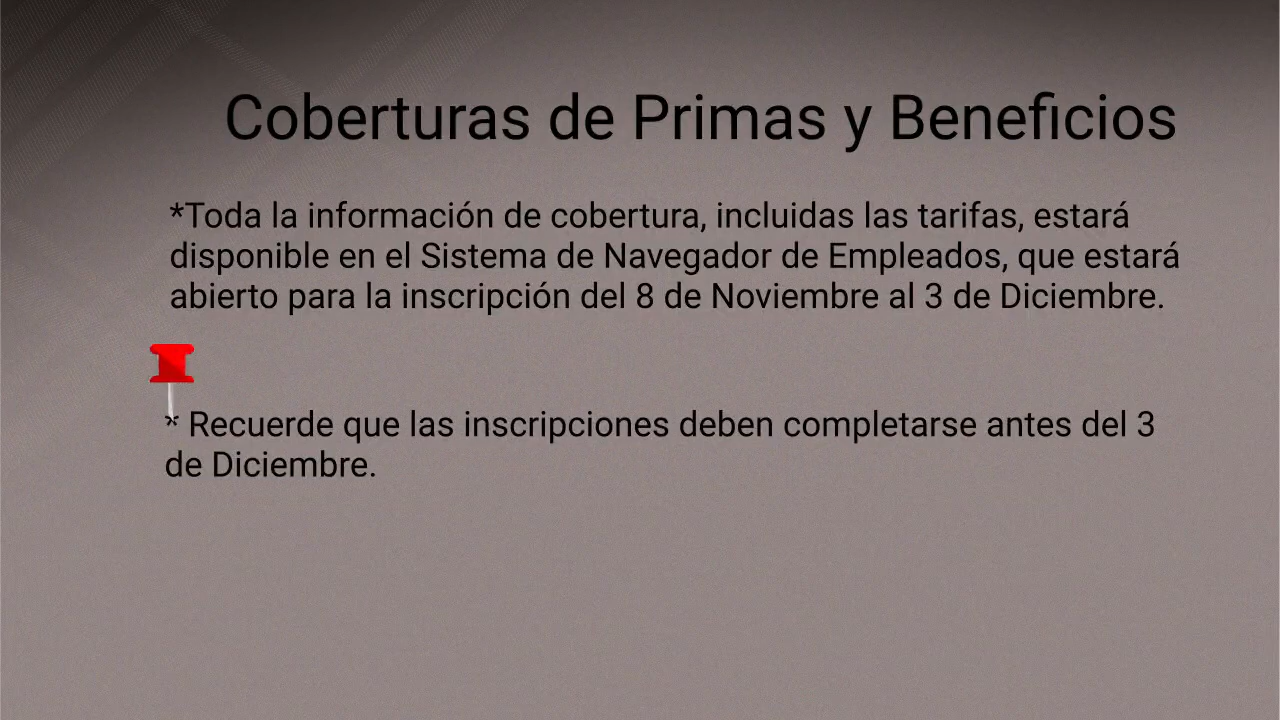 Coberturas de Primas y Beneficios
*Toda la información de cobertura, incluidas las tarifas, estará
disponible en el Sistema de Navegador de Empleados, que estará
abierto para la inscripción del 8 de Noviembre al 3 de Diciembre.
* Recuerde que las inscripciones deben completarse antes del 3
de Diciembre.